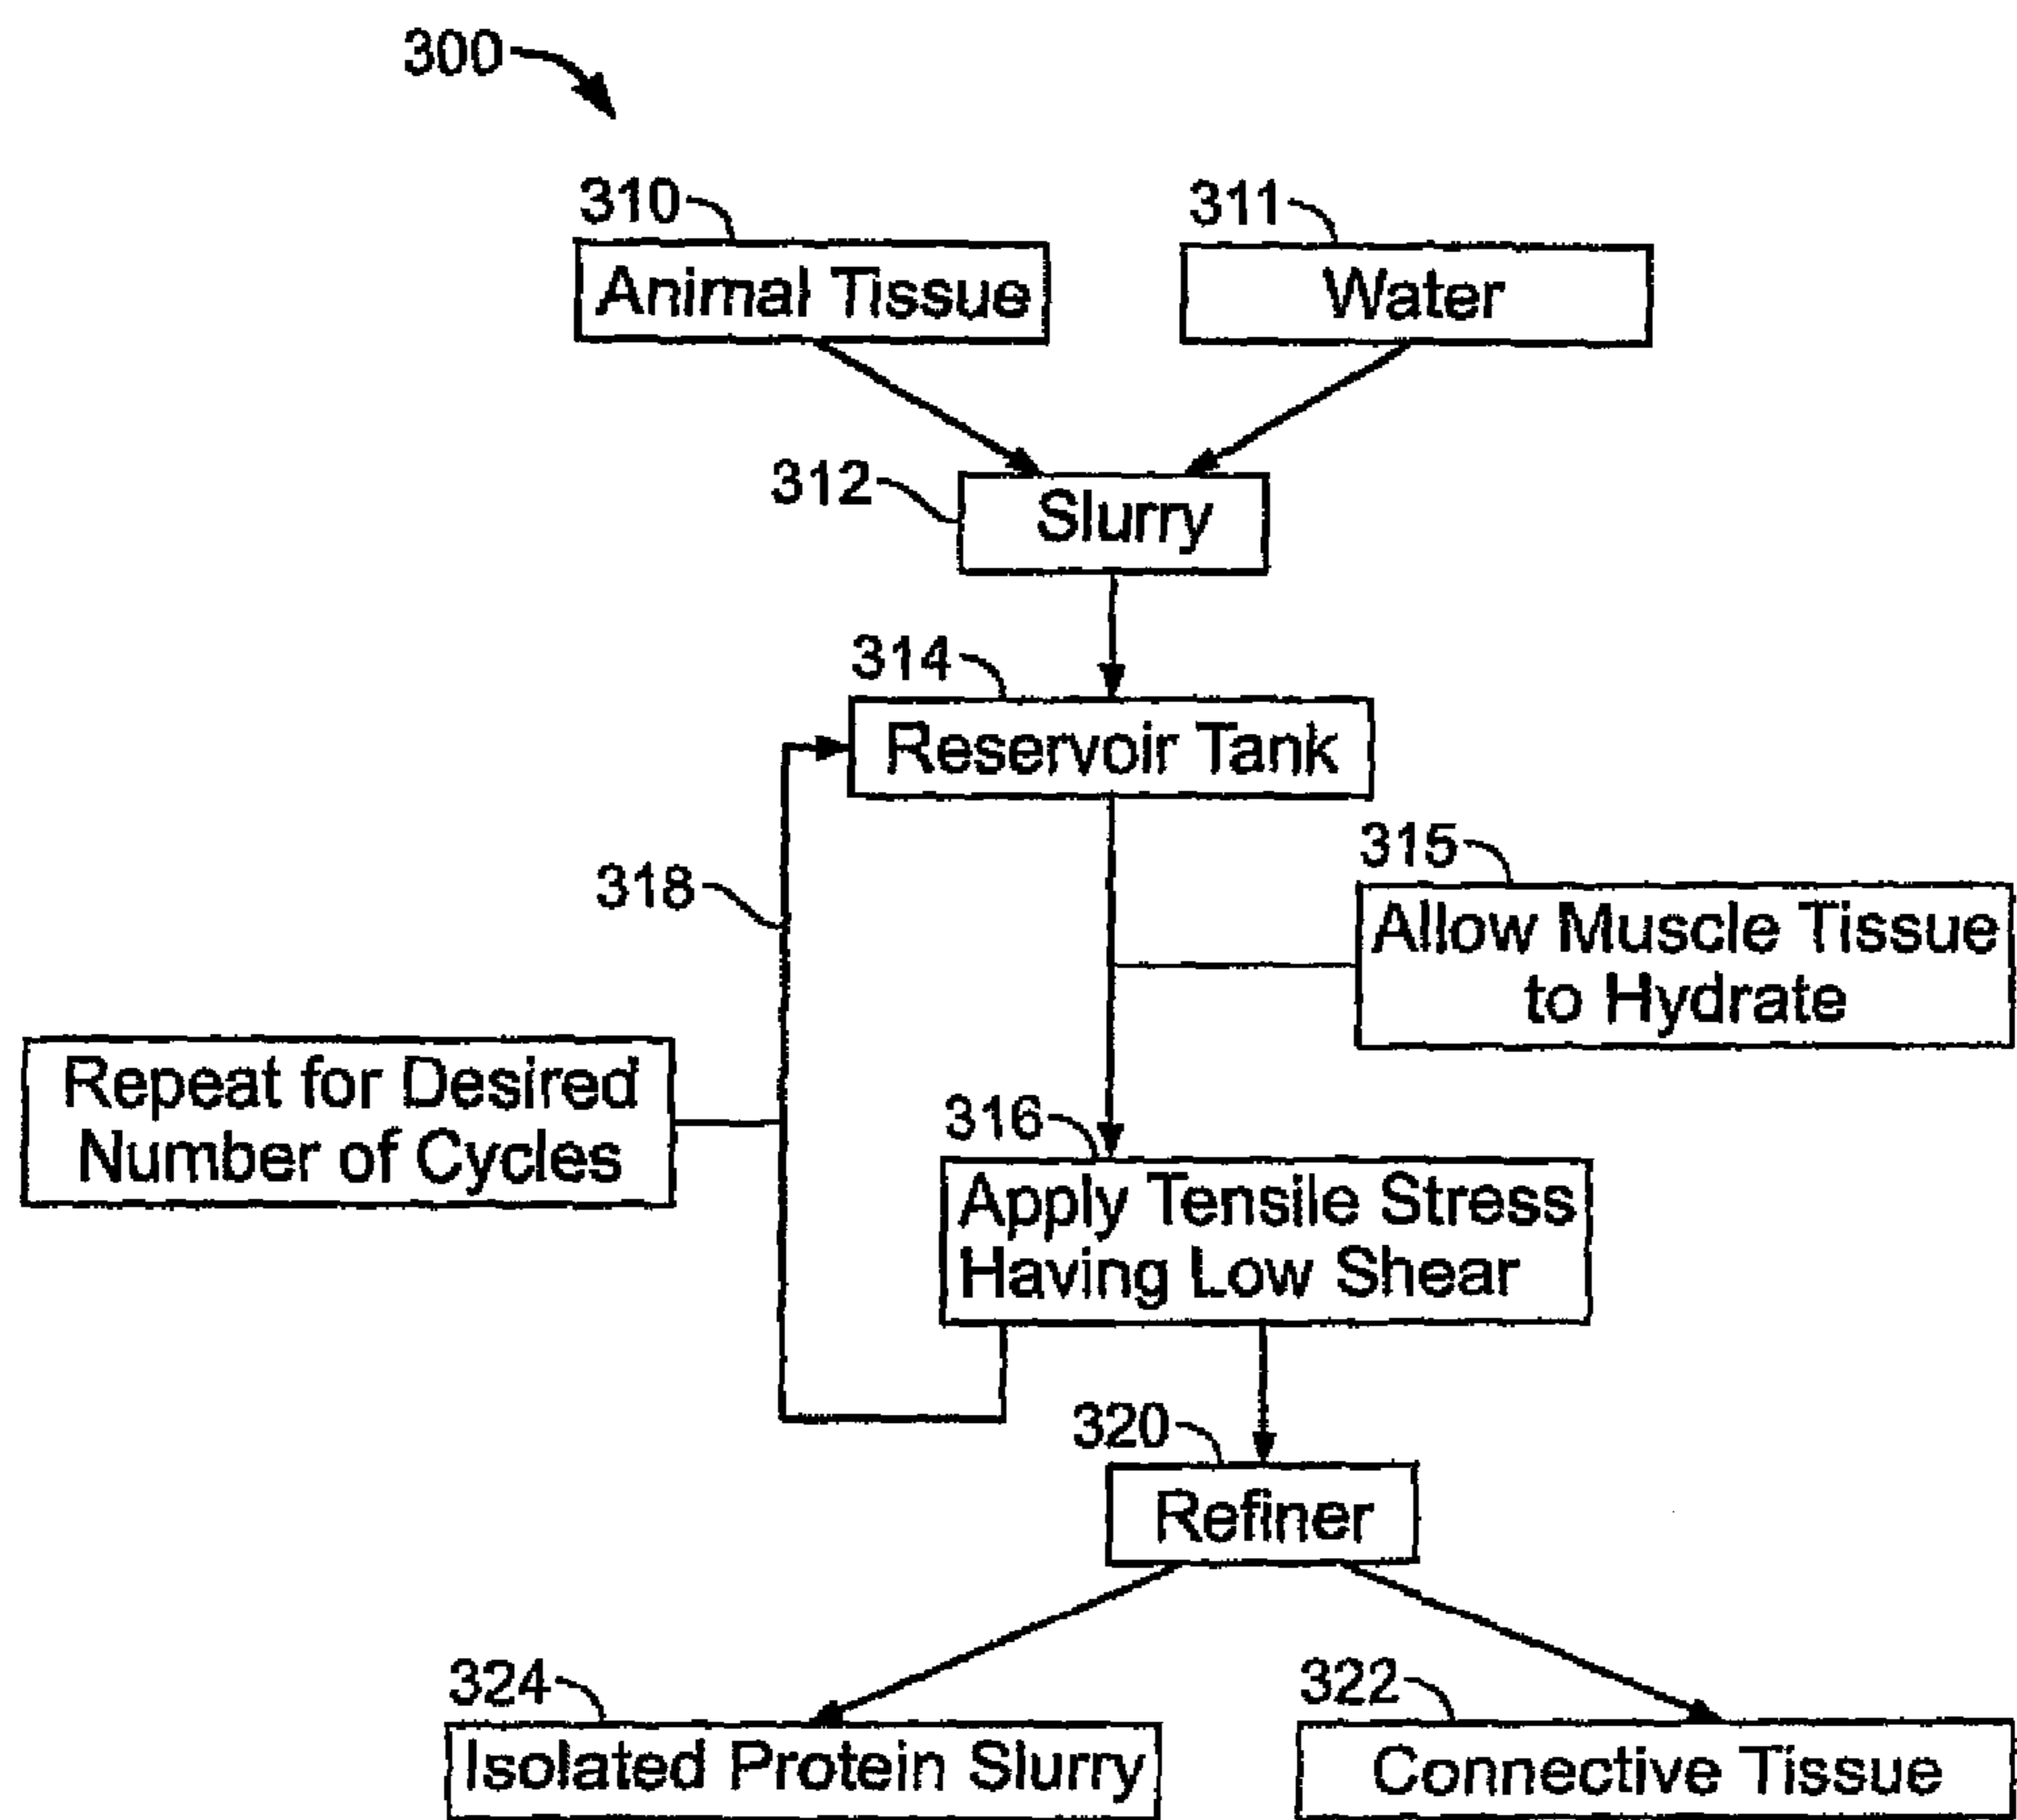 300
310
311
Animal Tissue
Water
312
Slurry
314
Reservoir Tank
318
315
Allow Muscle Tissue
to Hydrate
Repeat for Desired
Number of Cycles
316
Apply Tensile Stress
Having Low Shear
320
Refiner
324
322
Isolated Protein Slurry
Connective Tissue